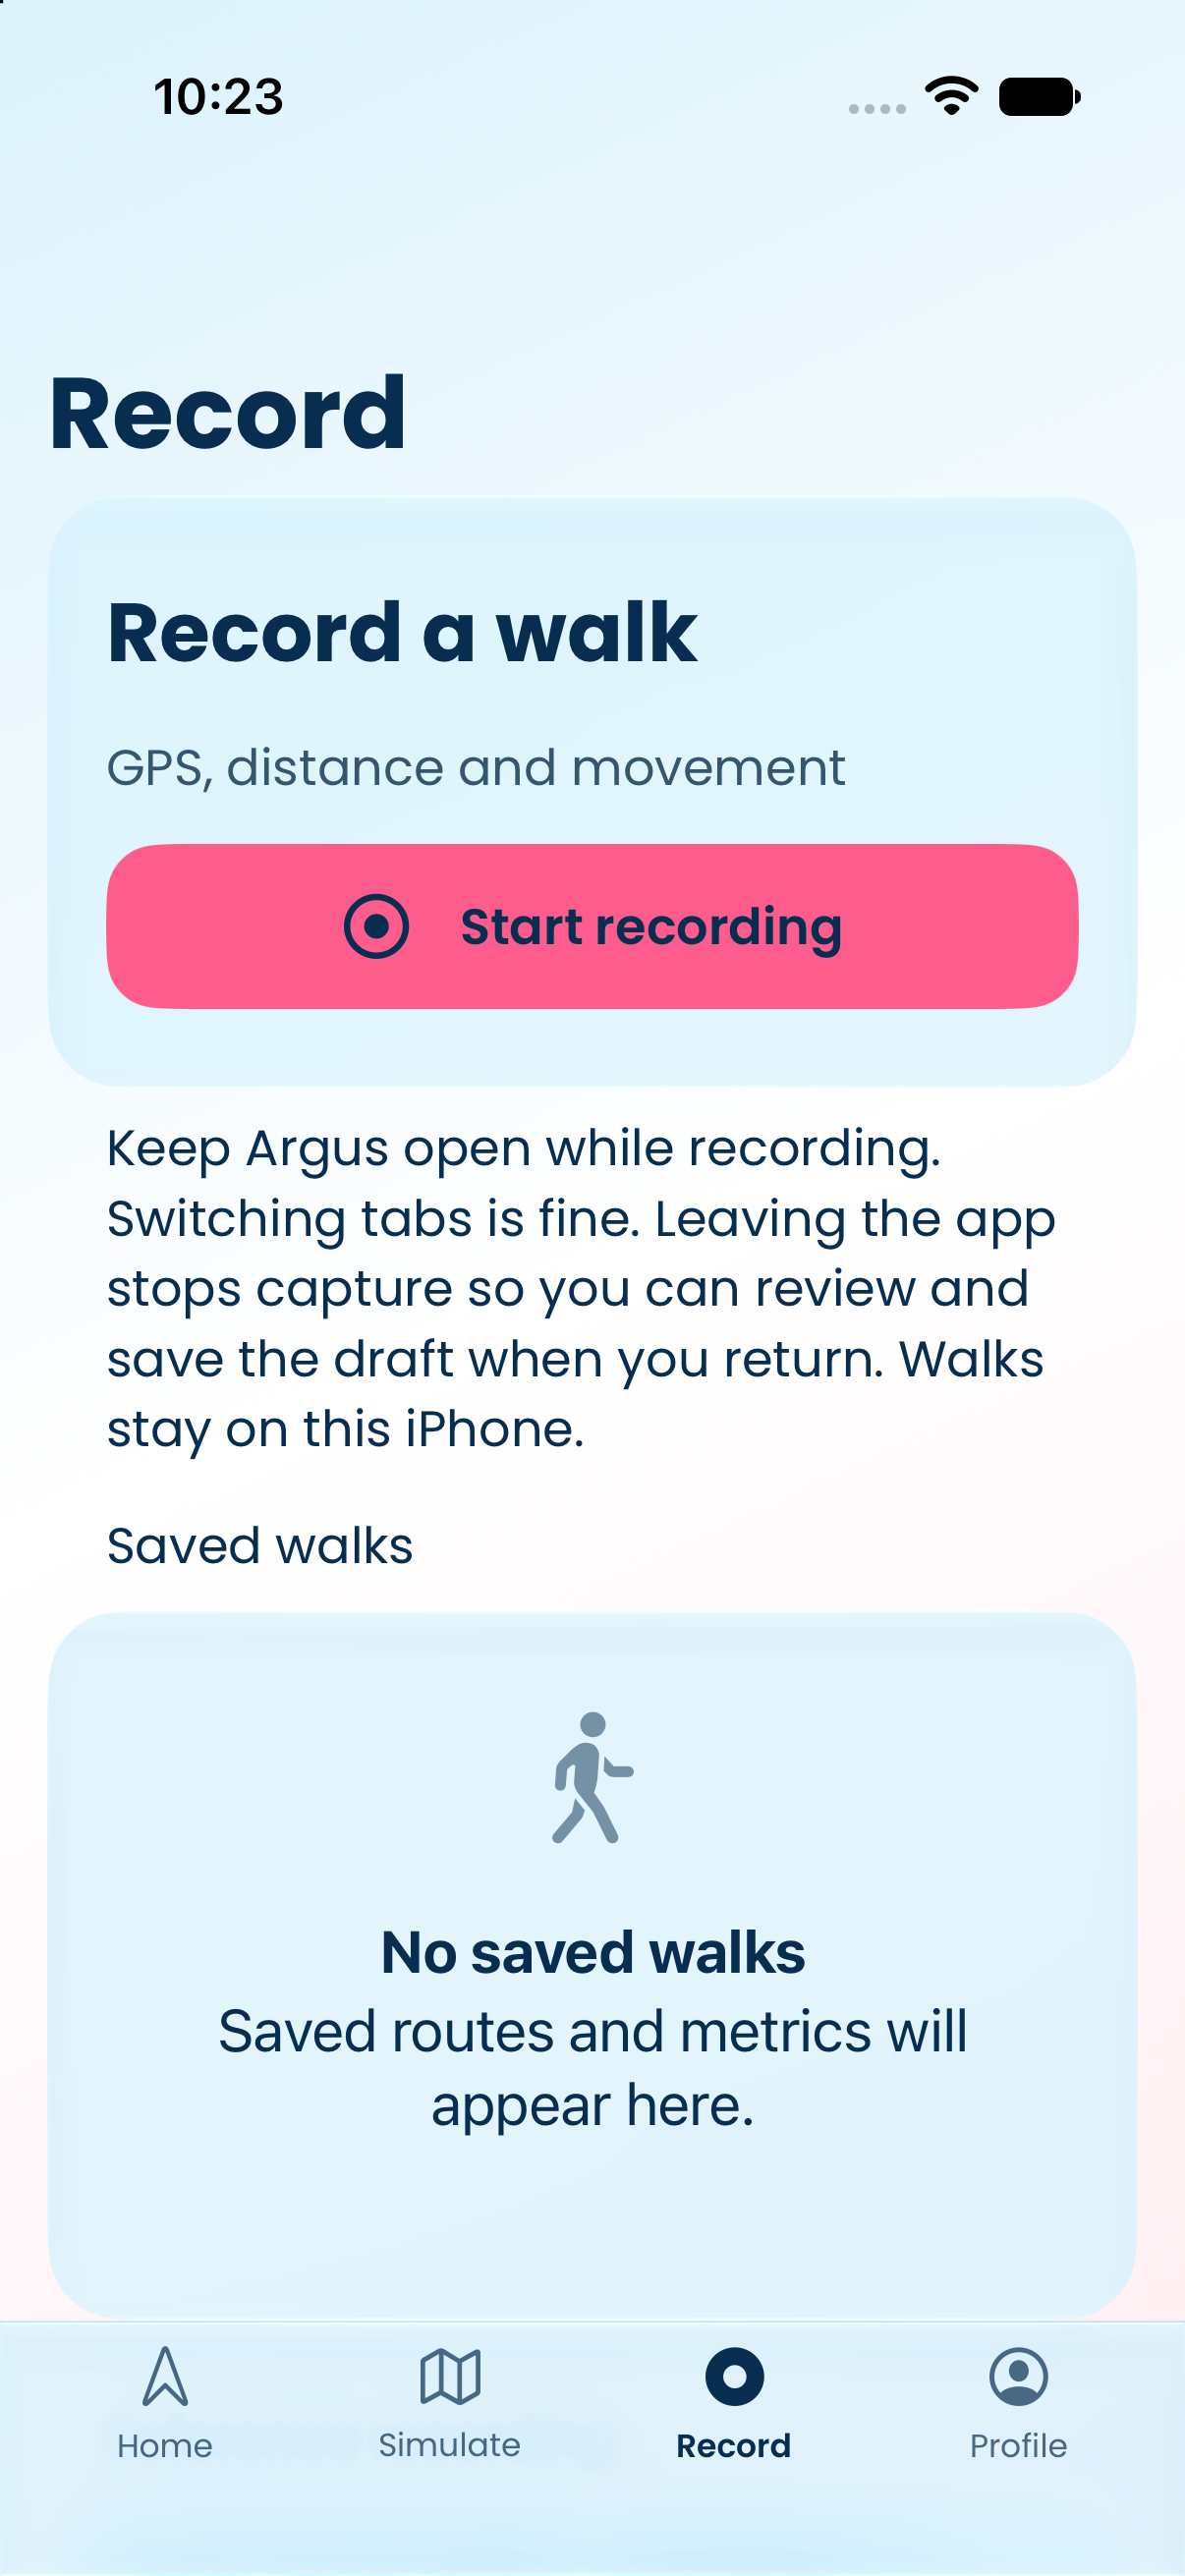 10:23
Record
Record a walk
GPS, distance and movement
Start recording
Keep Argus open while recording.
Switching tabs is fine. Leaving the app
stops capture so you can review and
save the draft when you return. Walks
stay on this iPhone.
Saved walks
No saved walks
Saved routes and metrics will
appear here.
Home
Simulate
Record
Profile